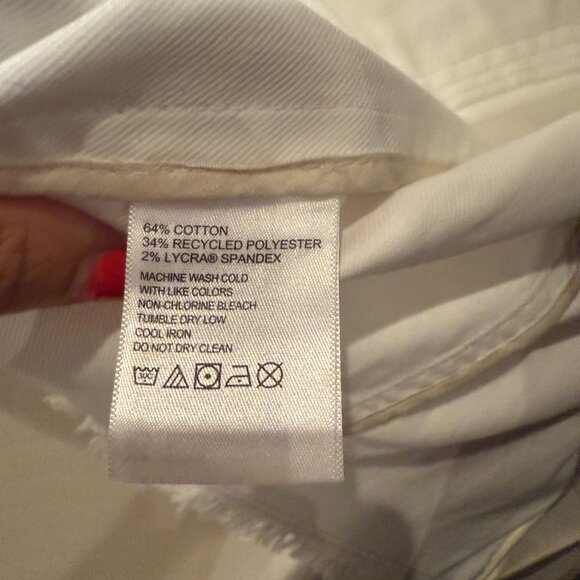 64% COTTON
34% RECYCLED POLYESTER
2% LYCRA® SPANDEX
MACHINE WASH COLD
WITH LIKE COLORS
NON-CHLORINE BLEACH
TUMBLE DRY LOW
COOL IRON
DO NOT DRY CLEAN
30C